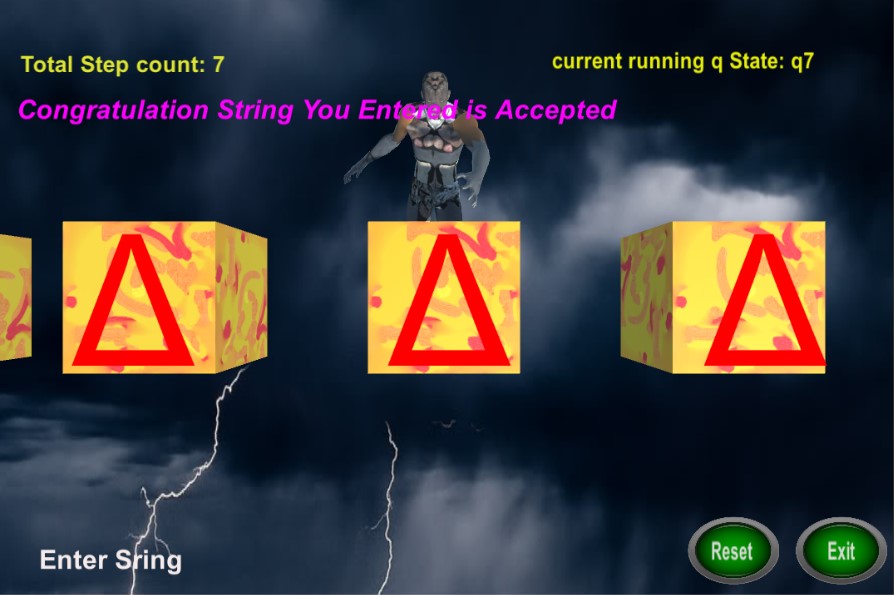 Total Step count: 7
current running q State: q7
Congratulation String You Entered is Accepted
Δ Δ Δ
Enter Sring
Reset Exit